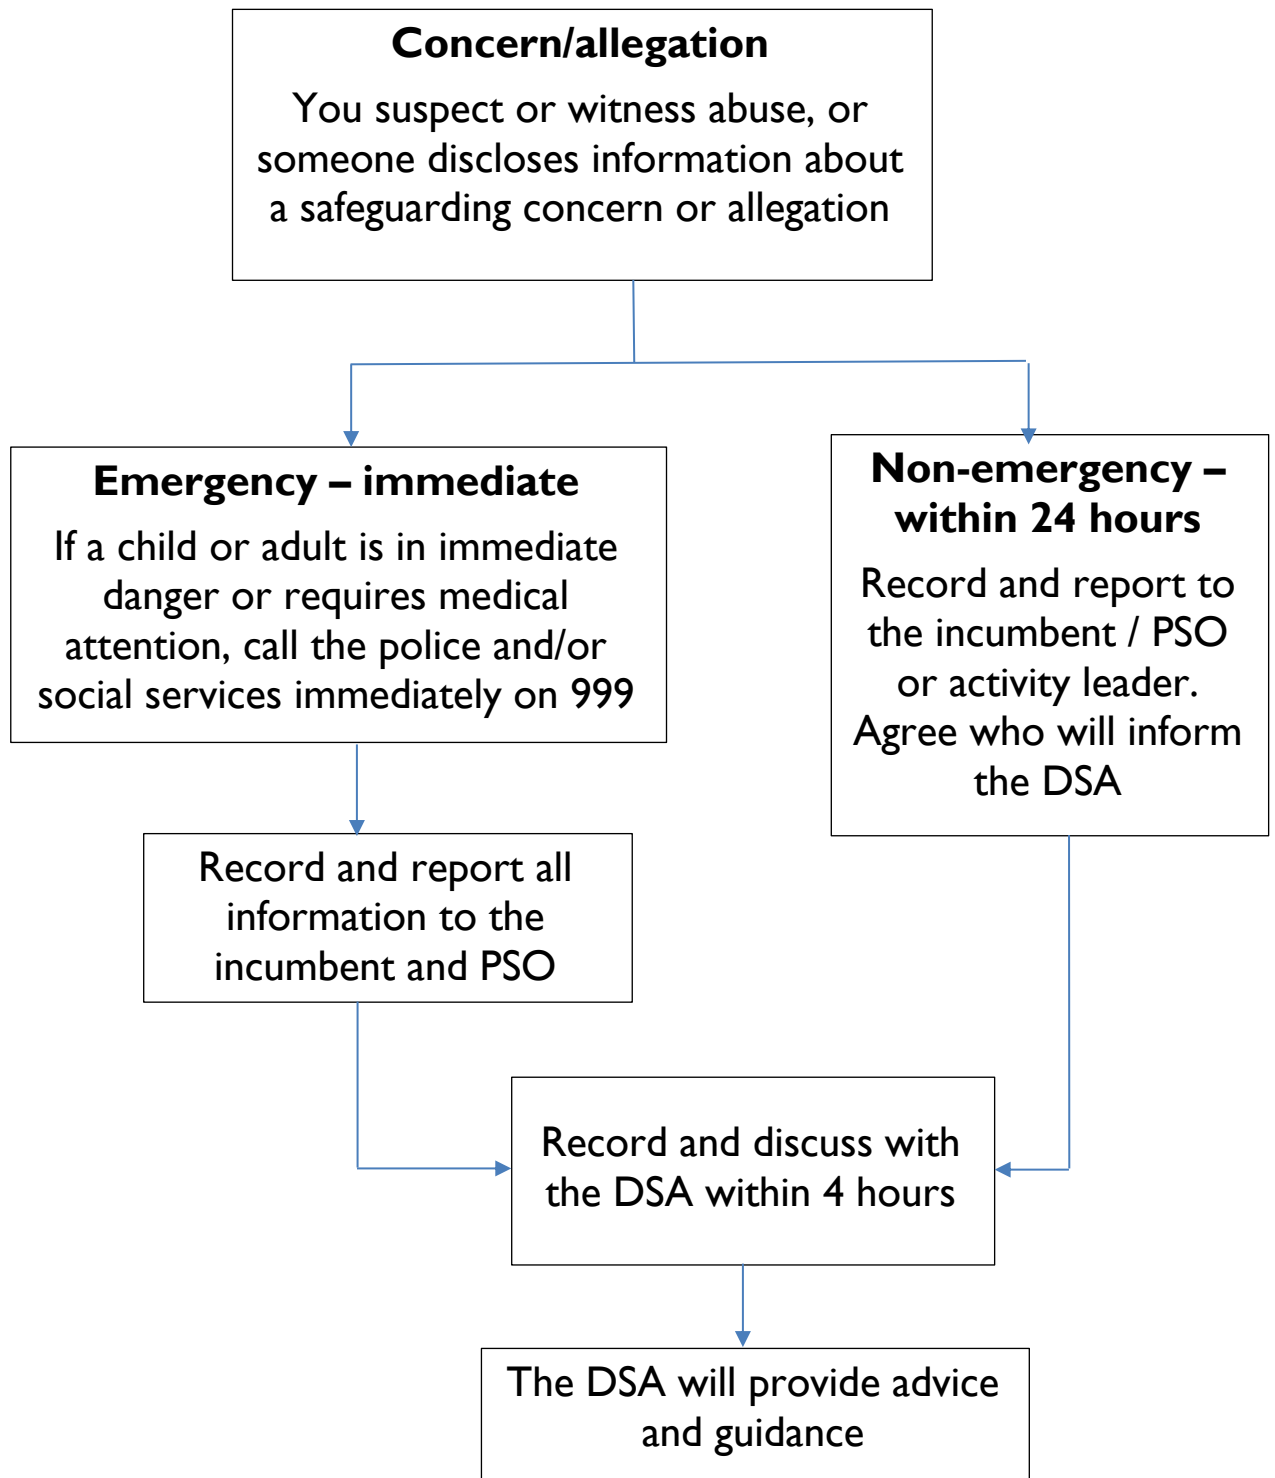 Concern/allegation
You suspect or witness abuse, or
someone discloses information about
a safeguarding concern or allegation
Emergency – immediate
If a child or adult is in immediate
danger or requires medical
attention, call the police and/or
social services immediately on 999
Non-emergency –
within 24 hours
Record and report to
the incumbent / PSO
or activity leader.
Agree who will inform
the DSA
Record and report all
information to the
incumbent and PSO
Record and discuss with
the DSA within 4 hours
The DSA will provide advice
and guidance